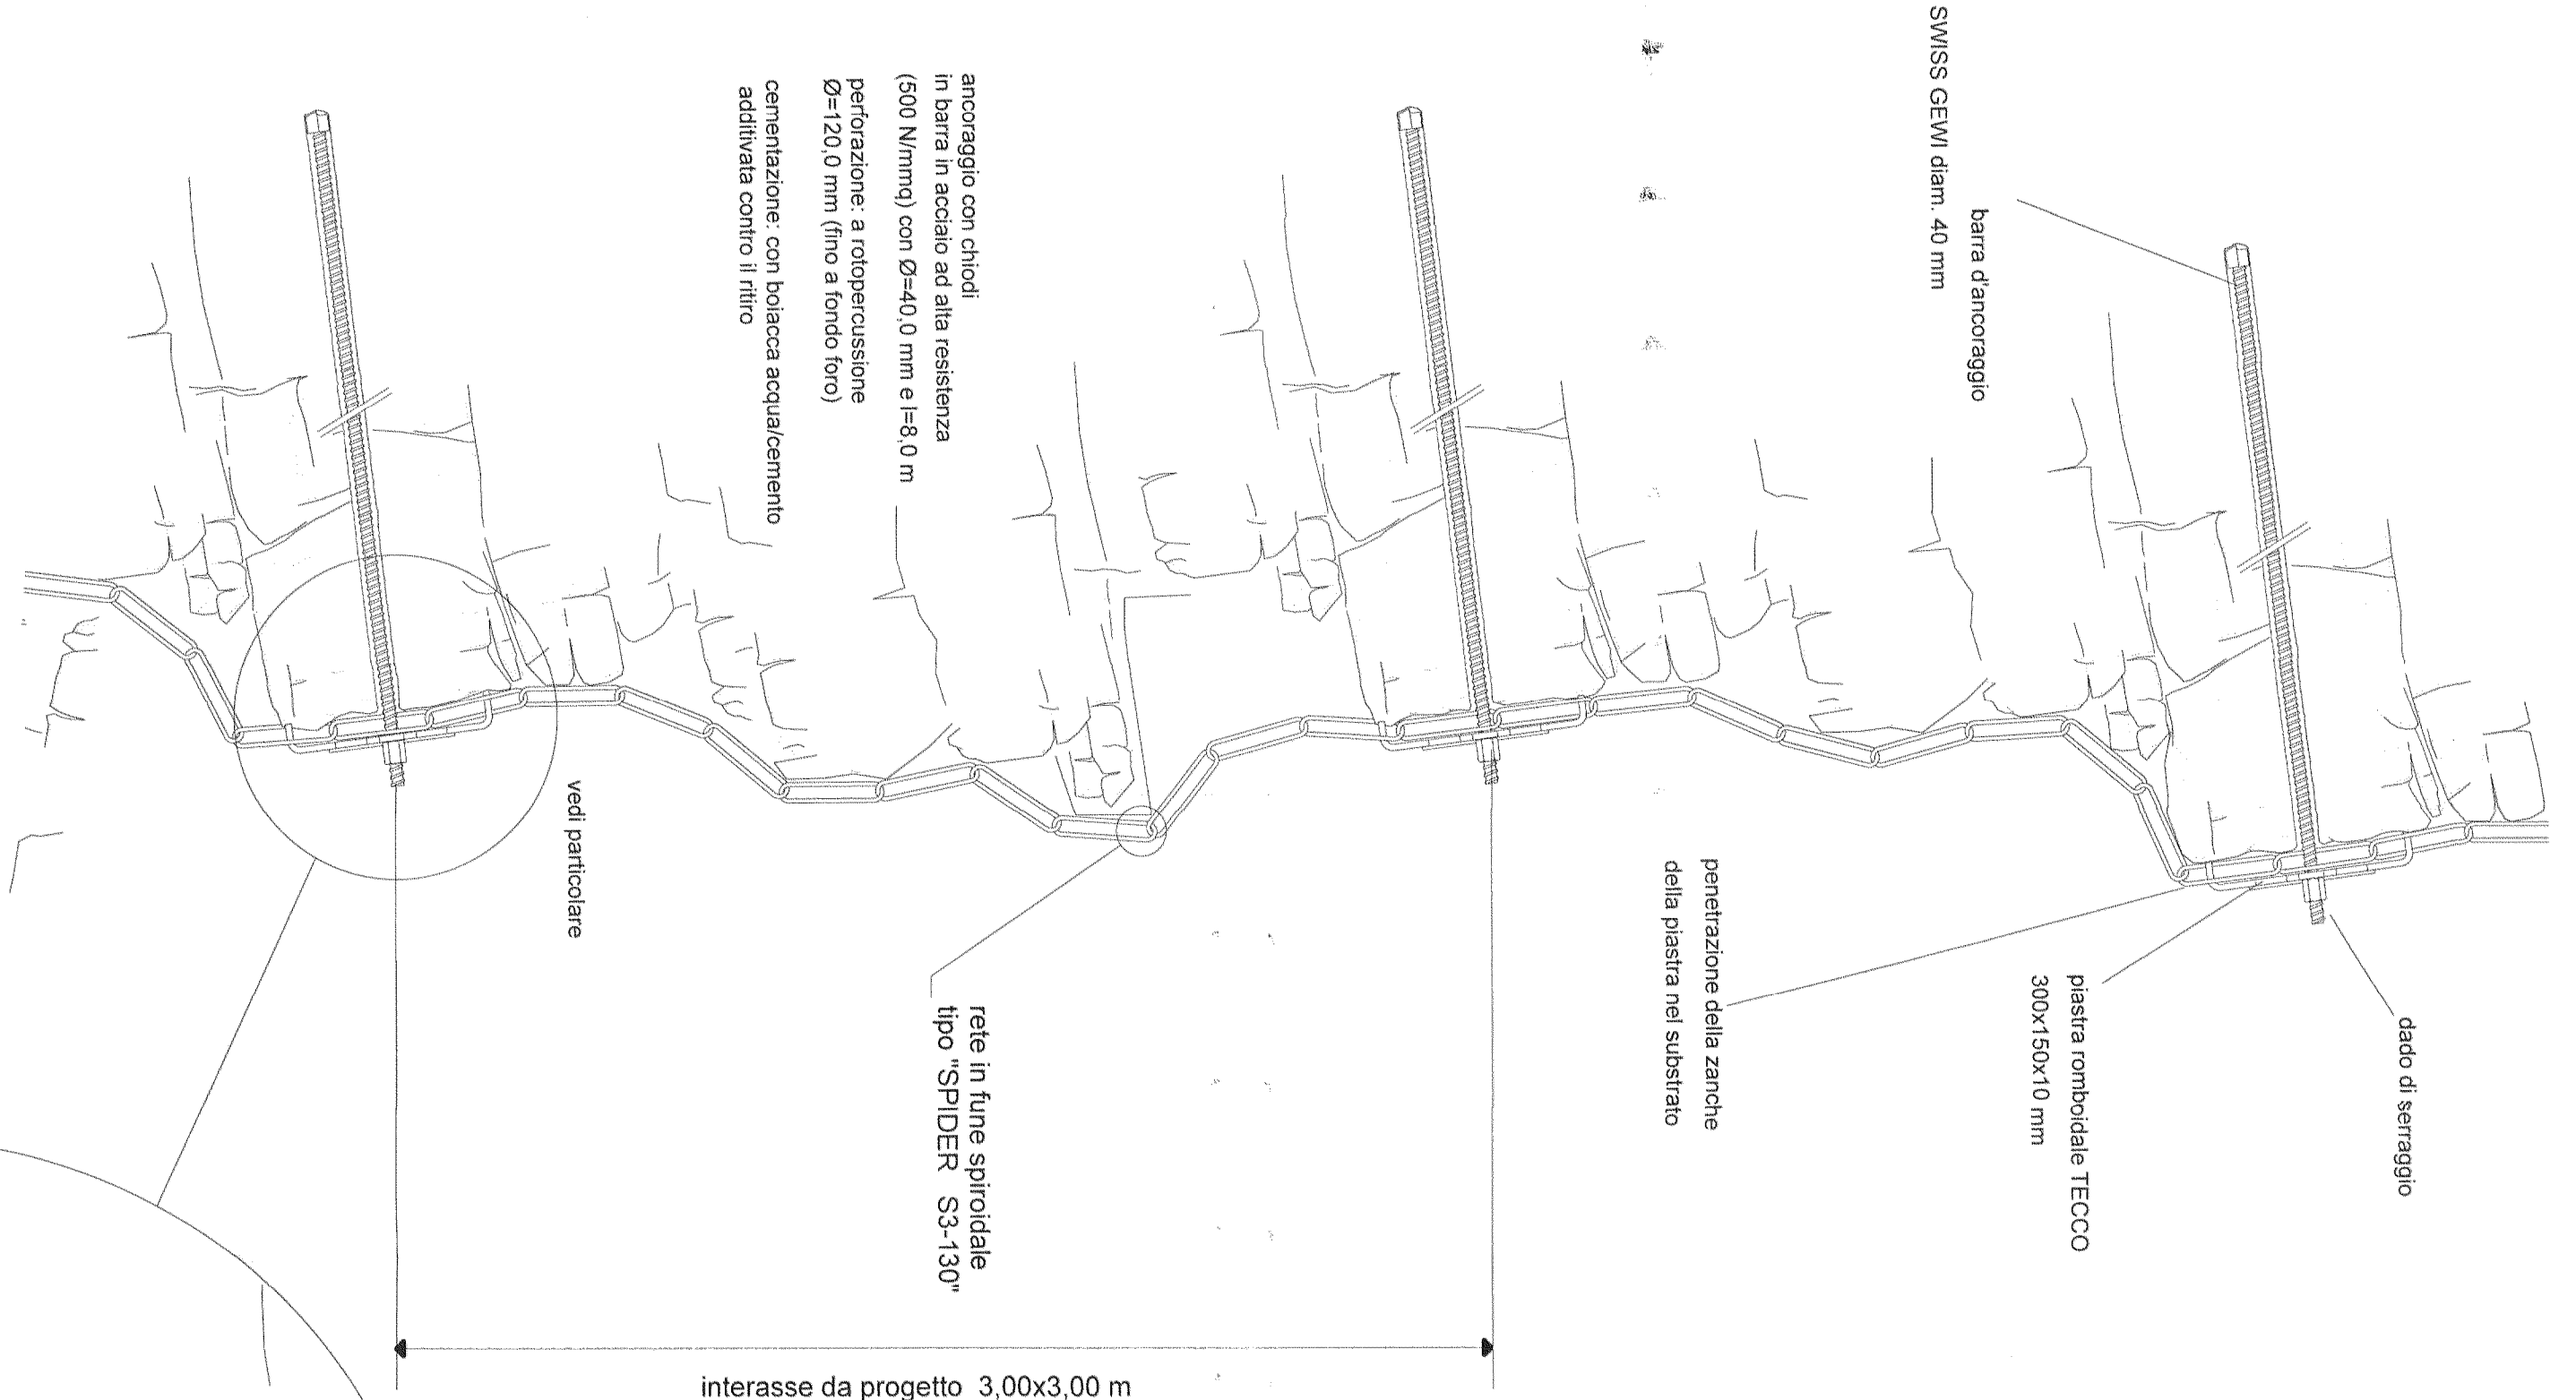 barra d'ancoraggio
SWISS GEWI diam. 40 mm
dado di serraggio
piastra romboidale TECCO
300x150x10 mm
penetrazione della zanche
della piastra nel substrato
ancoraggio con chiodi
in barra in acciaio ad alta resistenza
(500 N/mmq) con Ø=40,0 mm e l=8,0 m
perforazione: a rotopercussione
Ø=120,0 mm (fino a fondo foro)
cementazione: con boiacca acqua/cemento
additivata contro il ritiro
rete in fune spiroidale
tipo "SPIDER S3-130"
vedi particolare
interasse da progetto 3,00x3,00 m